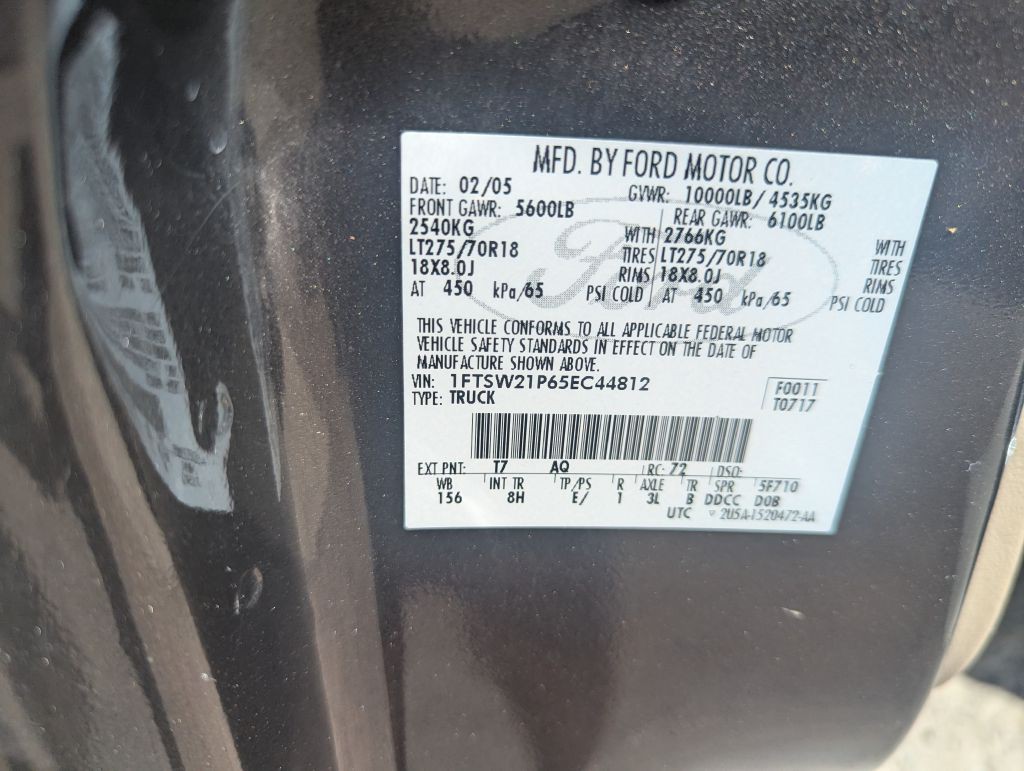 MFD. BY FORD MOTOR CO.
DATE: 02/05 GVWR: 10000LB / 4535KG
FRONT GAWR: 5600LB REAR GAWR: 6100LB
2540KG WITH 2766KG WITH
LT275/70R18 TIRES LT275/70R18 TIRES
18X8.0J RIMS 18X8.0J RIMS
AT 450 kPa/65 PSI COLD AT 450 kPa/65 PSI COLD
Ford
THIS VEHICLE CONFORMS TO ALL APPLICABLE FEDERAL MOTOR
VEHICLE SAFETY STANDARDS IN EFFECT ON THE DATE OF
MANUFACTURE SHOWN ABOVE.
VIN: 1FTSW21P65EC44812 F0011
TYPE: TRUCK T0717
EXT PNT: T7 AQ RC: 72 DSO:
WB INT TR TP/PS R AXLE TR SPR 5F710
156 8H E/ 1 3L B DDCC D0B
UTC 2U5A-1520472-AA